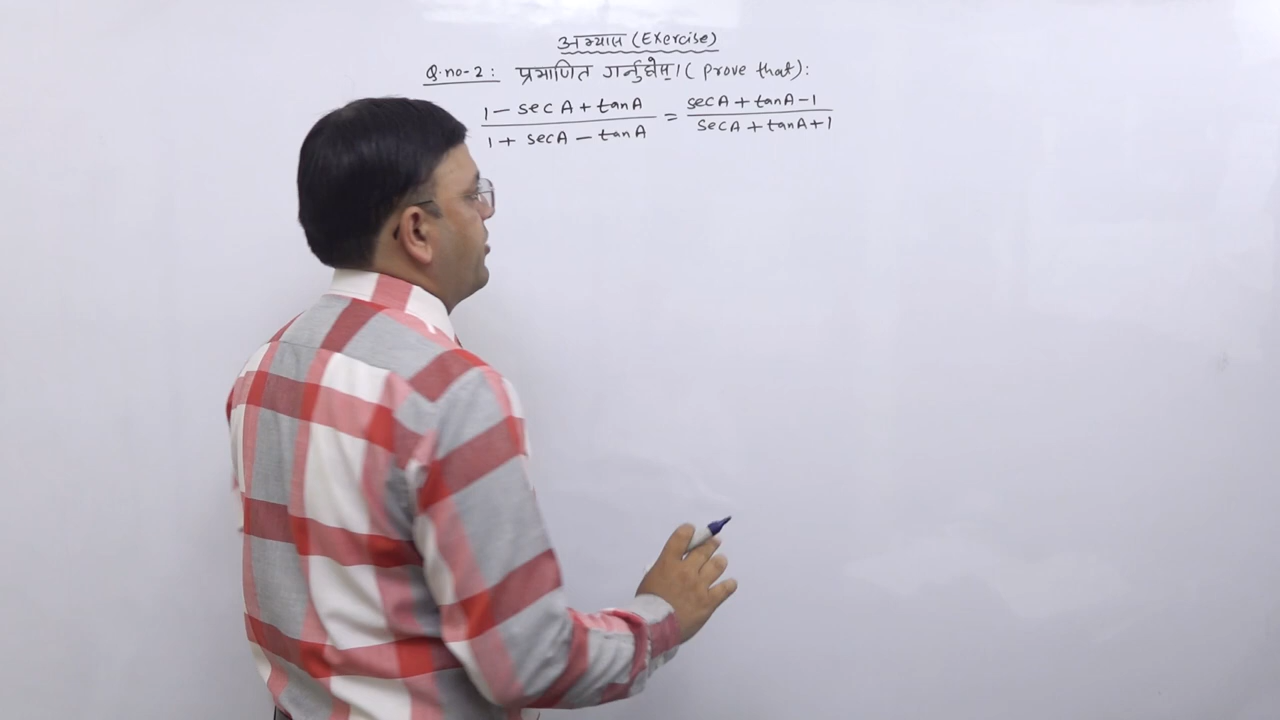 अभ्यास (Exercise)
Q.no-2: प्रमाणित गर्नुहोस्। (prove that):
1 - sec A + tanA / 1 + secA - tanA = secA + tanA - 1 / secA + tanA + 1